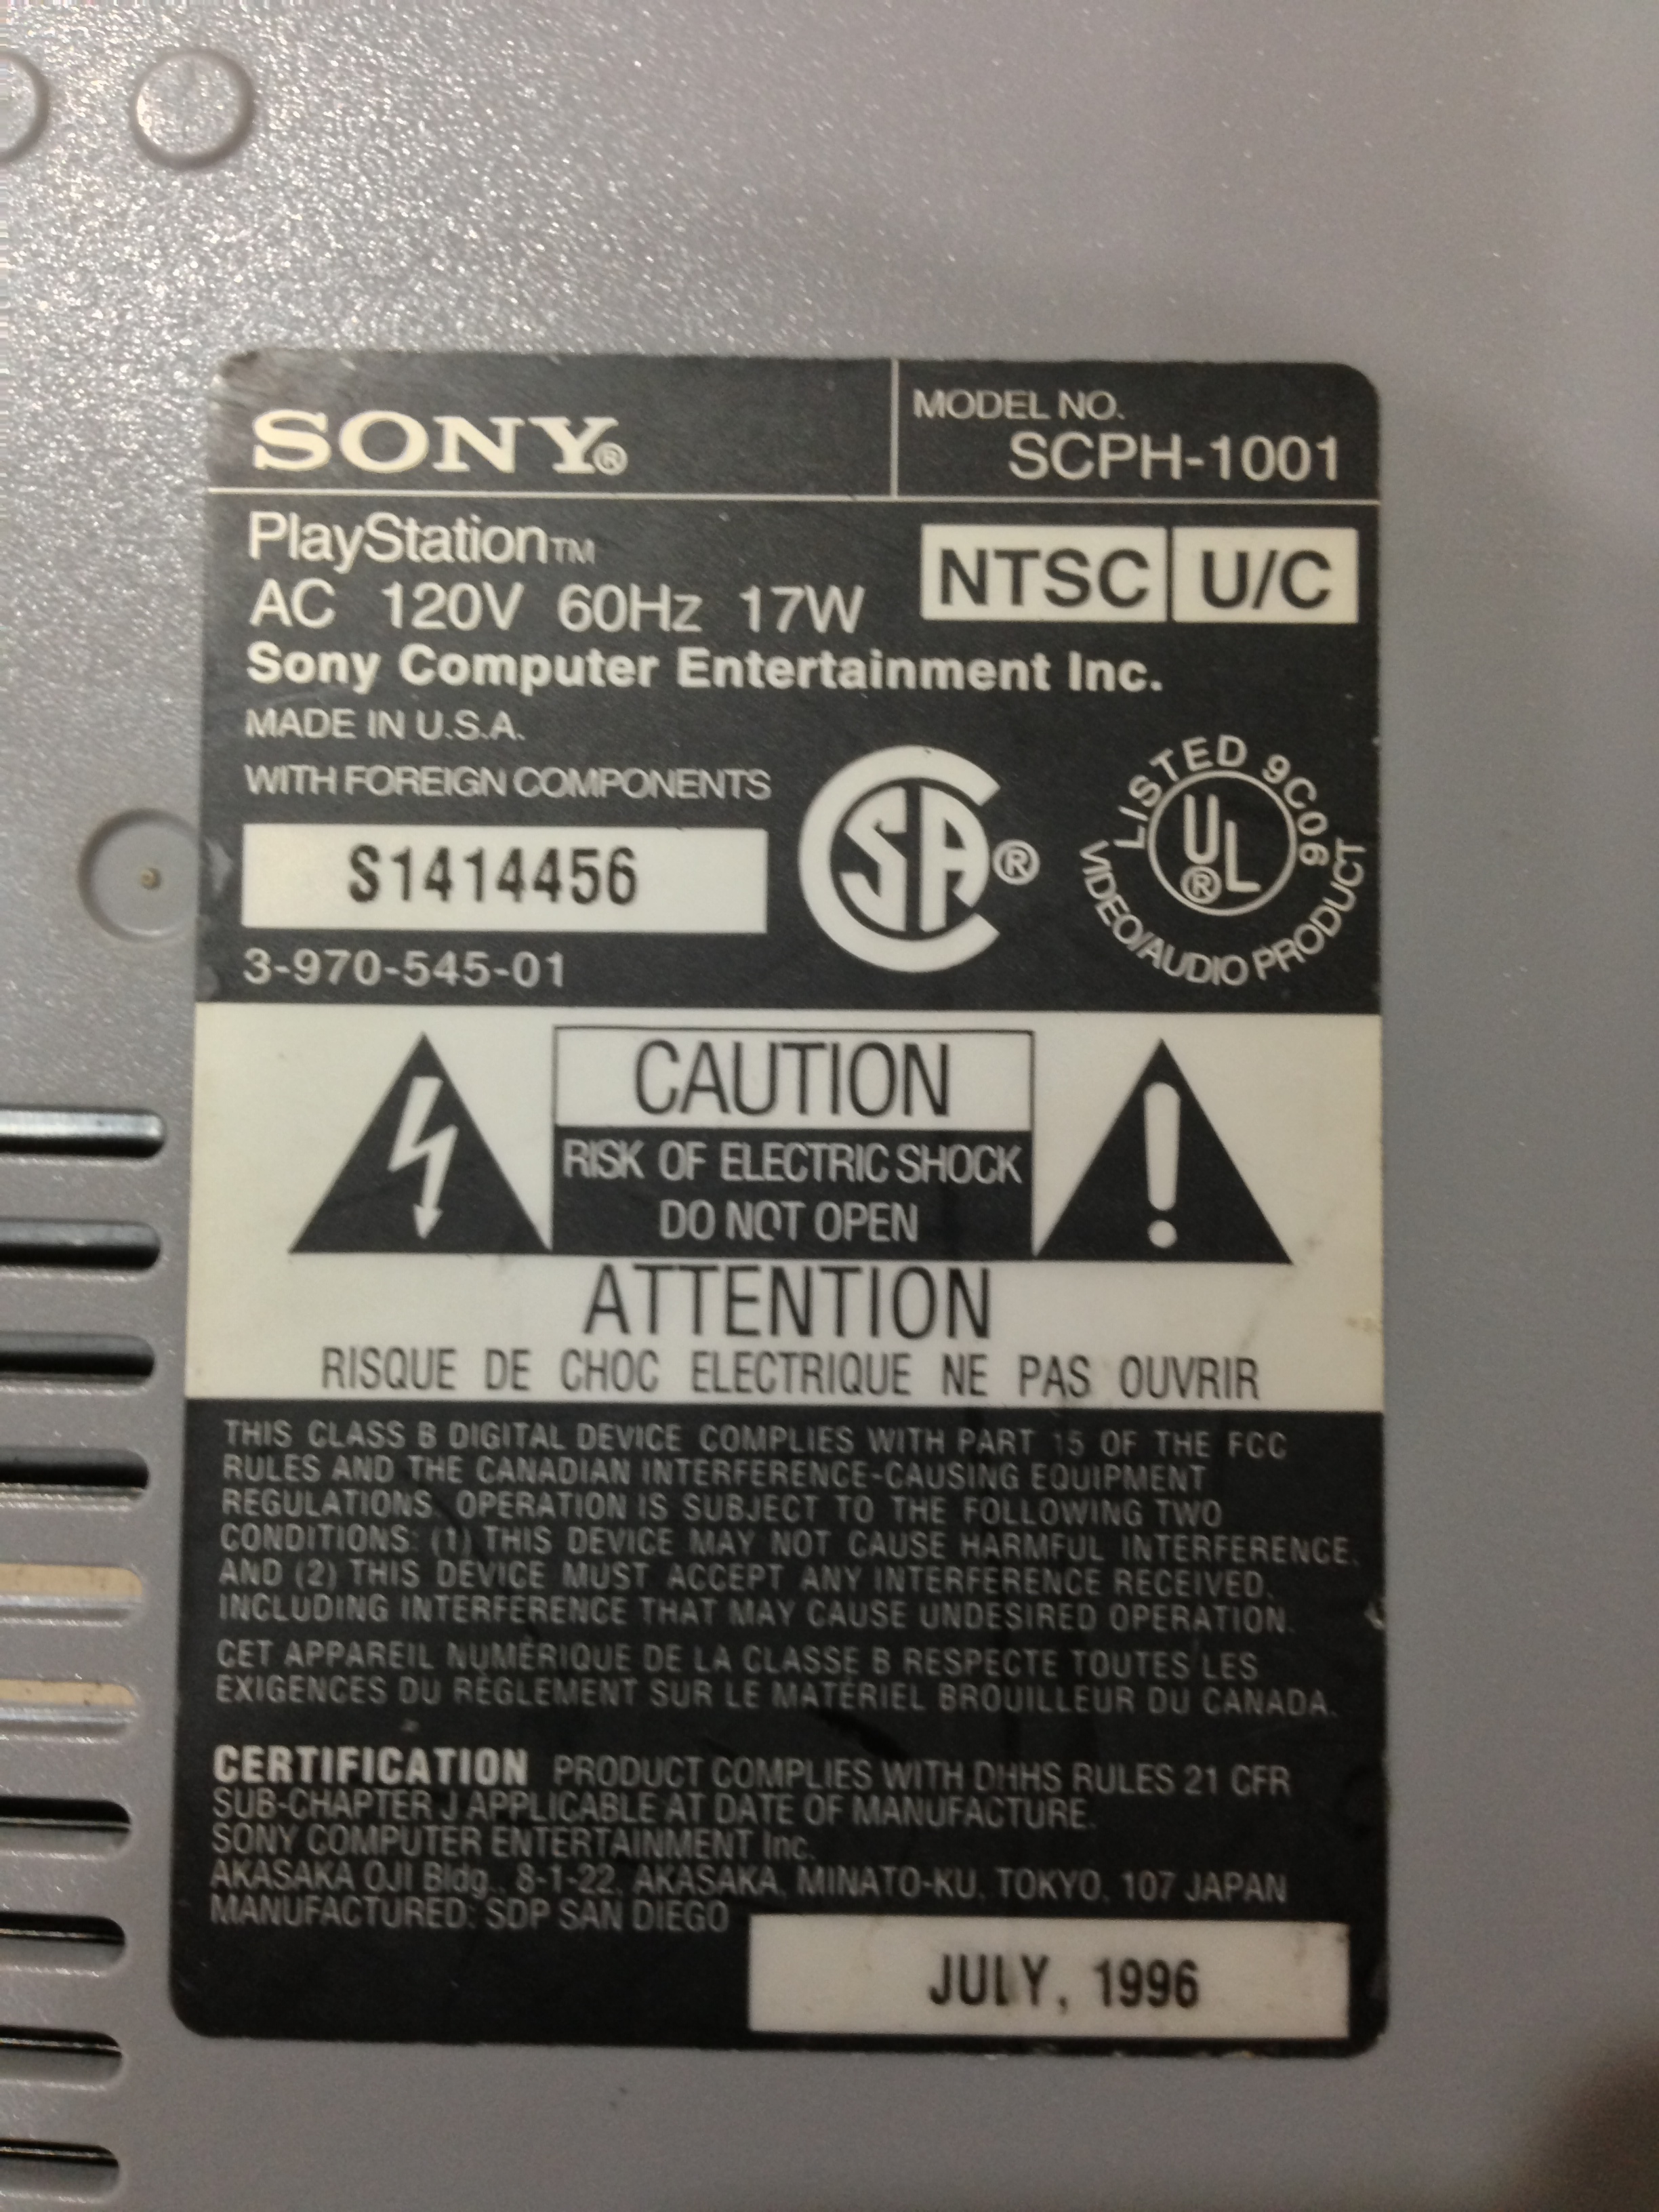 SONY®
MODEL NO.
SCPH-1001
PlayStation™
NTSC U/C
AC 120V 60Hz 17W
Sony Computer Entertainment Inc.
MADE IN U.S.A.
WITH FOREIGN COMPONENTS
S1414456
3-970-545-01
SA ®
LISTED 9C06
UL ®
VIDEO/AUDIO PRODUCT
CAUTION
RISK OF ELECTRIC SHOCK
DO NOT OPEN
ATTENTION
RISQUE DE CHOC ELECTRIQUE NE PAS OUVRIR
THIS CLASS B DIGITAL DEVICE COMPLIES WITH PART 15 OF THE FCC
RULES AND THE CANADIAN INTERFERENCE-CAUSING EQUIPMENT
REGULATIONS. OPERATION IS SUBJECT TO THE FOLLOWING TWO
CONDITIONS: (1) THIS DEVICE MAY NOT CAUSE HARMFUL INTERFERENCE.
AND (2) THIS DEVICE MUST ACCEPT ANY INTERFERENCE RECEIVED.
INCLUDING INTERFERENCE THAT MAY CAUSE UNDESIRED OPERATION.
CET APPAREIL NUMÉRIQUE DE LA CLASSE B RESPECTE TOUTES LES
EXIGENCES DU RÈGLEMENT SUR LE MATÉRIEL BROUILLEUR DU CANADA.
CERTIFICATION PRODUCT COMPLIES WITH DHHS RULES 21 CFR
SUB-CHAPTER J APPLICABLE AT DATE OF MANUFACTURE.
SONY COMPUTER ENTERTAINMENT Inc.
AKASAKA OJI Bldg., 8-1-22, AKASAKA, MINATO-KU, TOKYO, 107 JAPAN
MANUFACTURED: SDP SAN DIEGO
JULY, 1996